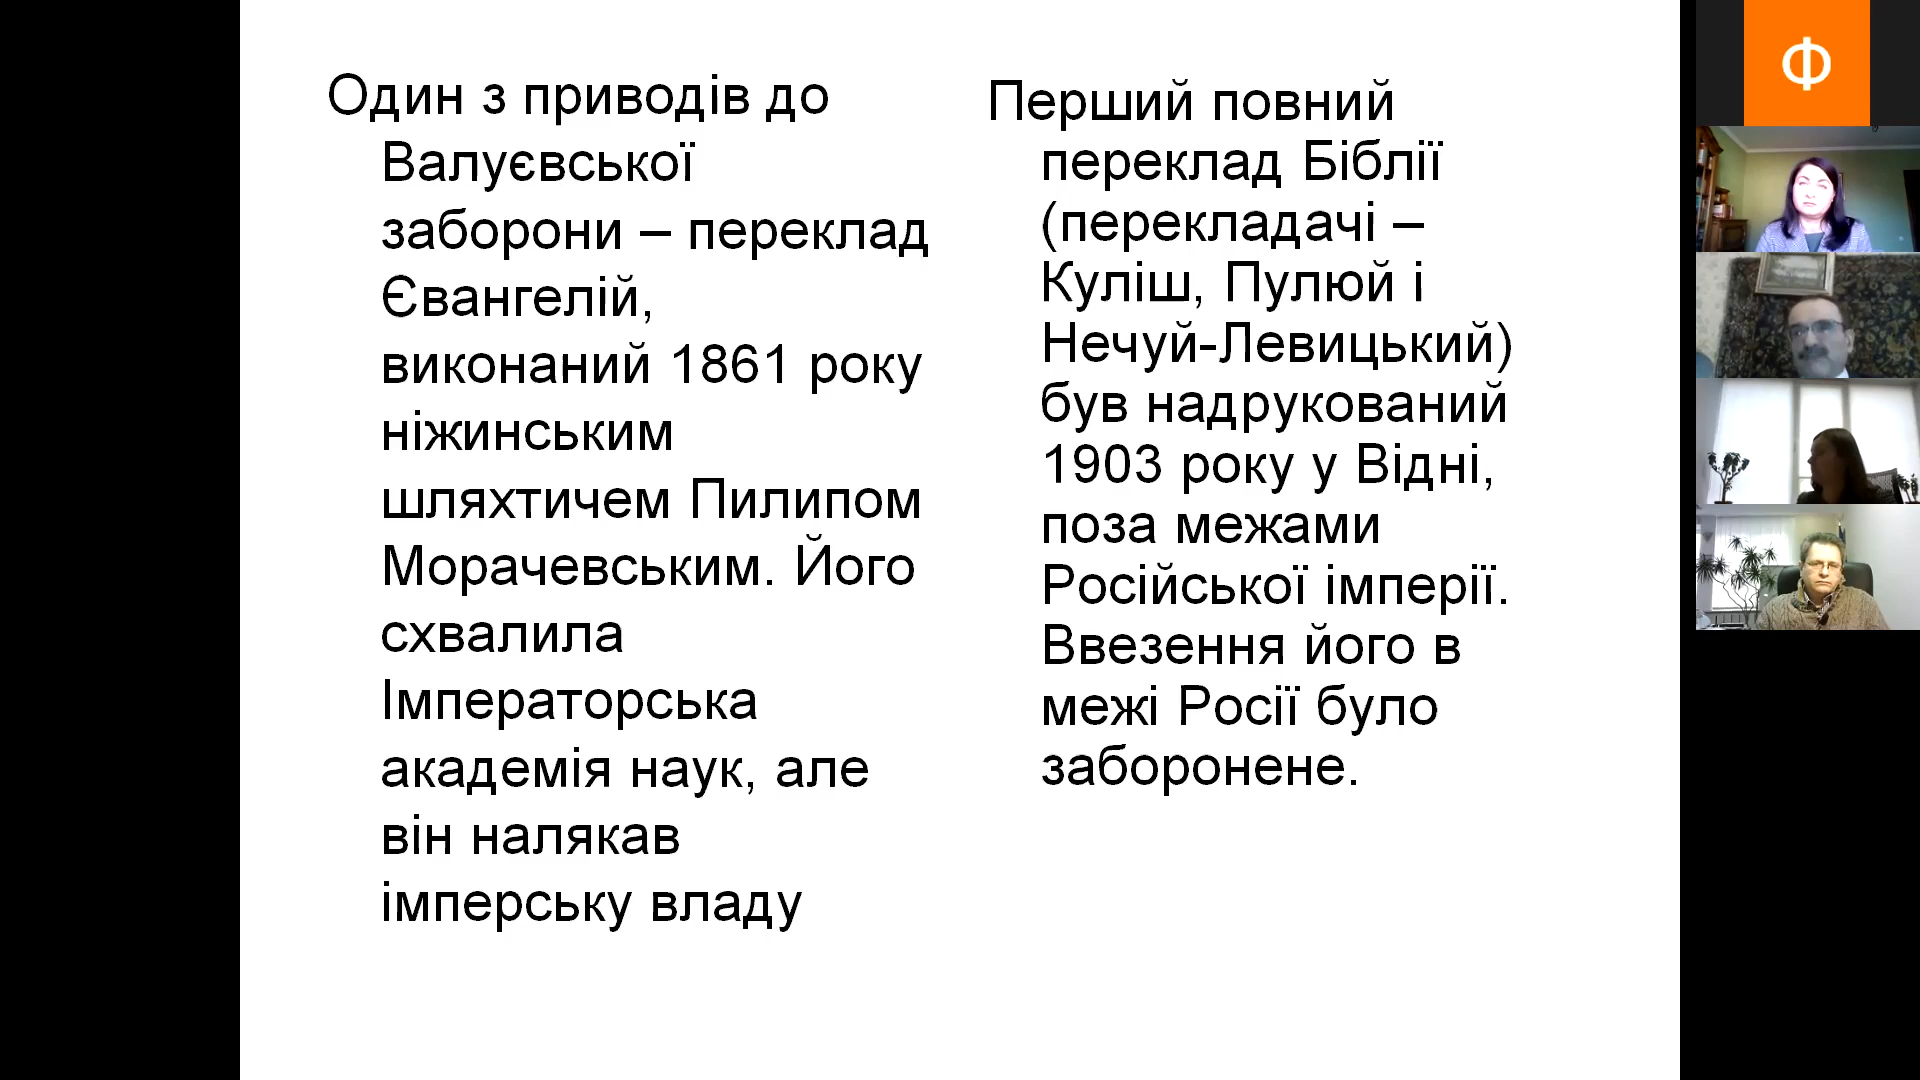 Один з приводів до
Валуєвської
заборони – переклад
Євангелій,
виконаний 1861 року
ніжинським
шляхтичем Пилипом
Морачевським. Його
схвалила
Імператорська
академія наук, але
він налякав
імперську владу
Перший повний
переклад Біблії
(перекладачі –
Куліш, Пулюй і
Нечуй-Левицький)
був надрукований
1903 року у Відні,
поза межами
Російської імперії.
Ввезення його в
межі Росії було
заборонене.
Ф